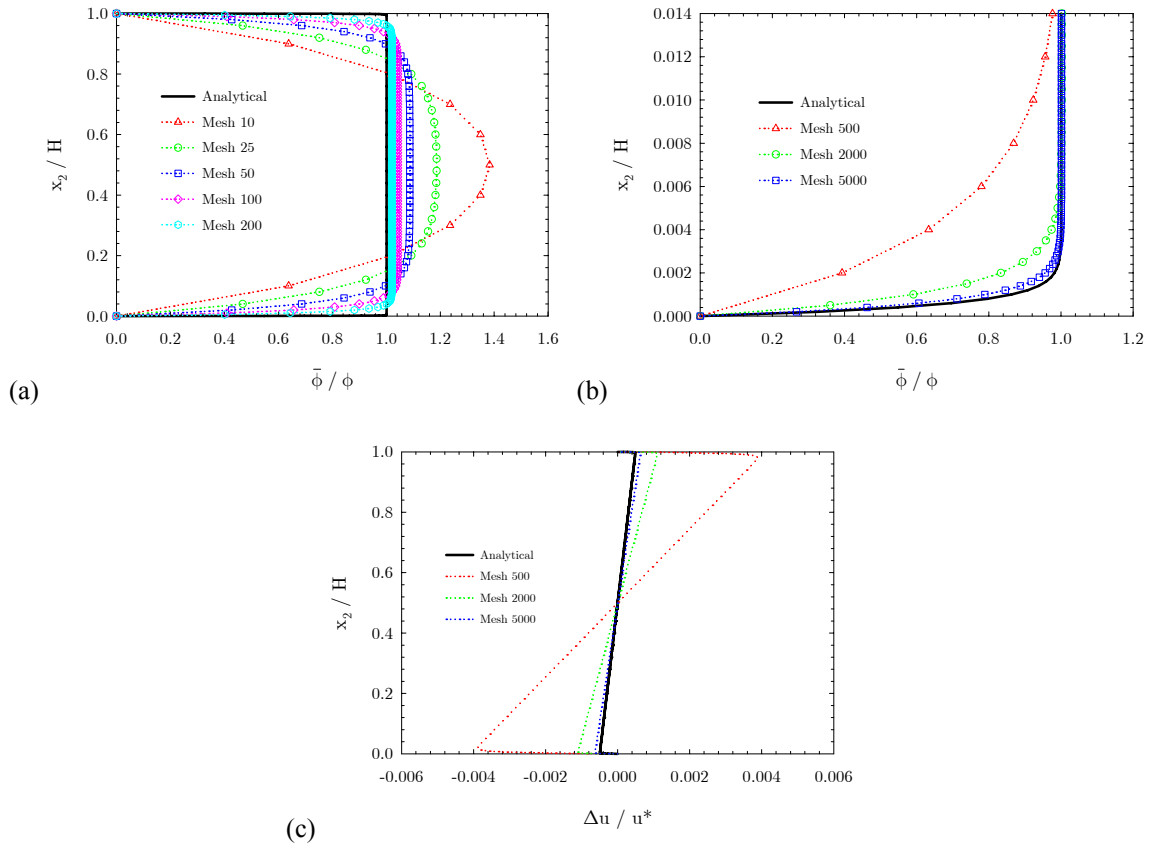 1.0
0.8
0.6
0.4
0.2
0.0
x₂ / H
Analytical
Mesh 10
Mesh 25
Mesh 50
Mesh 100
Mesh 200
0.0 0.2 0.4 0.6 0.8 1.0 1.2 1.4 1.6
ϕ̄ / ϕ
(a)
0.014
0.012
0.010
0.008
0.006
0.004
0.002
0.000
x₂ / H
Analytical
Mesh 500
Mesh 2000
Mesh 5000
0.0 0.2 0.4 0.6 0.8 1.0 1.2
ϕ̄ / ϕ
(b)
1.0
0.8
0.6
0.4
0.2
0.0
x₂ / H
Analytical
Mesh 500
Mesh 2000
Mesh 5000
-0.006 -0.004 -0.002 0.000 0.002 0.004 0.006
Δu / u*
(c)